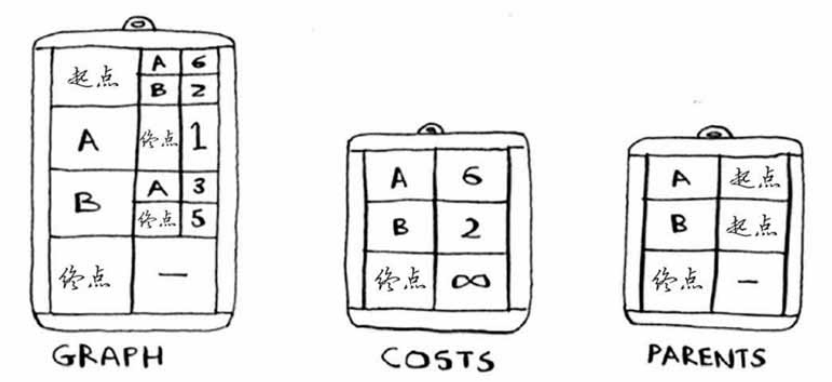 起点 A 6
B 2
A 终点 1
B A 3
终点 5
终点 —
GRAPH
A 6
B 2
终点 ∞
COSTS
A 起点
B 起点
终点 —
PARENTS